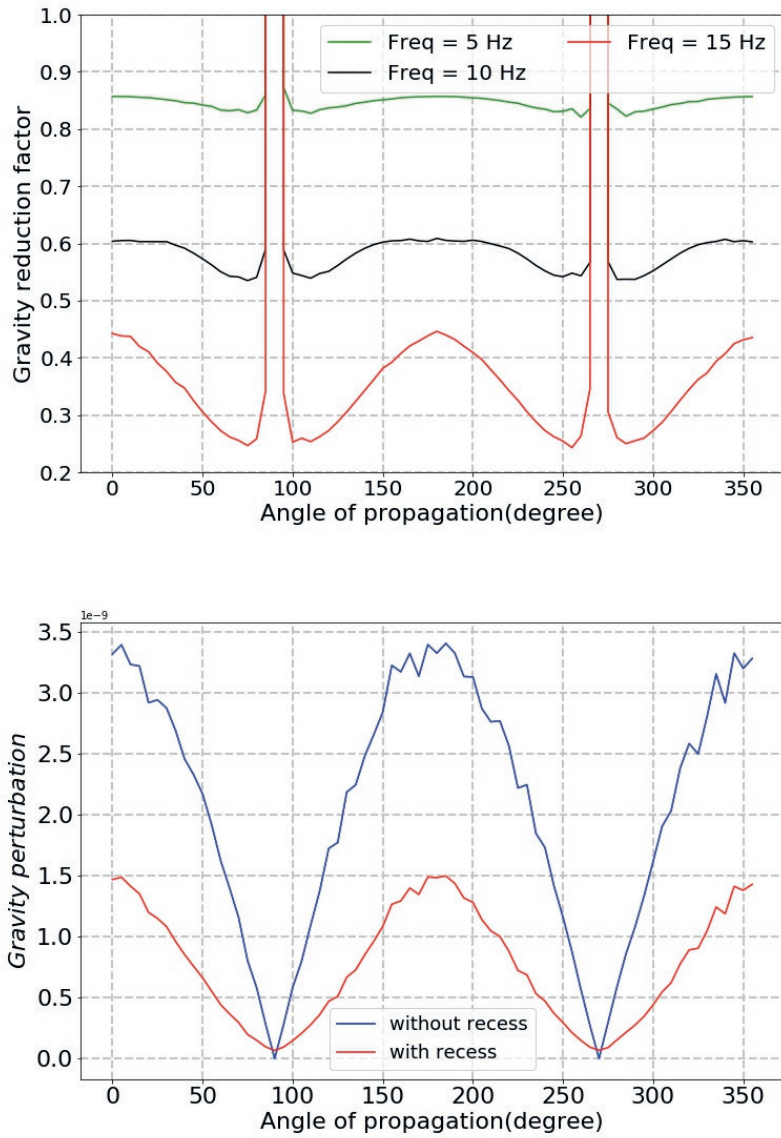 1.0
Freq = 5 Hz
Freq = 15 Hz
Freq = 10 Hz
0.9
0.8
0.7
0.6
0.5
0.4
0.3
0.2
Gravity reduction factor
0 50 100 150 200 250 300 350
Angle of propagation(degree)
1e−9
3.5
3.0
2.5
2.0
1.5
1.0
0.5
0.0
Gravity perturbation
without recess
with recess
0 50 100 150 200 250 300 350
Angle of propagation(degree)